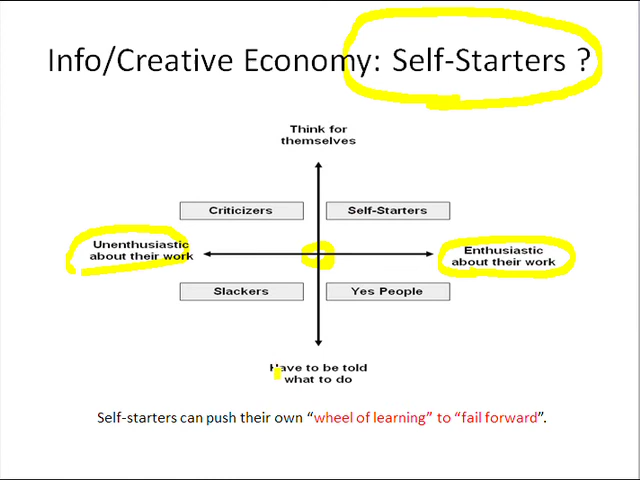 Info/Creative Economy: Self-Starters ?
Think for
themselves
Criticizers
Self-Starters
Unenthusiastic
about their work
Enthusiastic
about their work
Slackers
Yes People
Have to be told
what to do
Self-starters can push their own “wheel of learning” to “fail forward”.